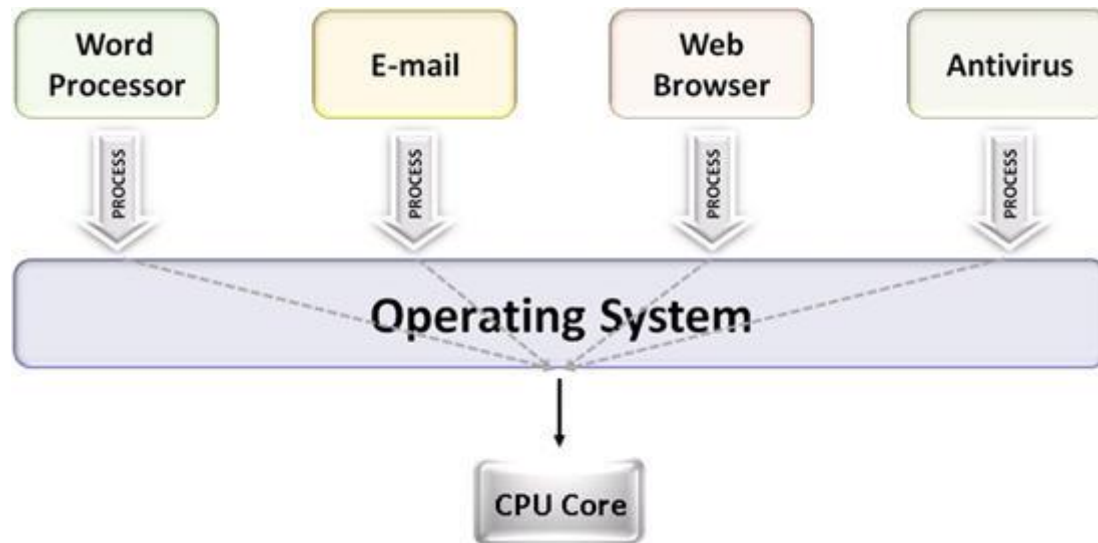 Word
Processor
E-mail
Web
Browser
Antivirus
PROCESS
PROCESS
PROCESS
PROCESS
Operating System
CPU Core